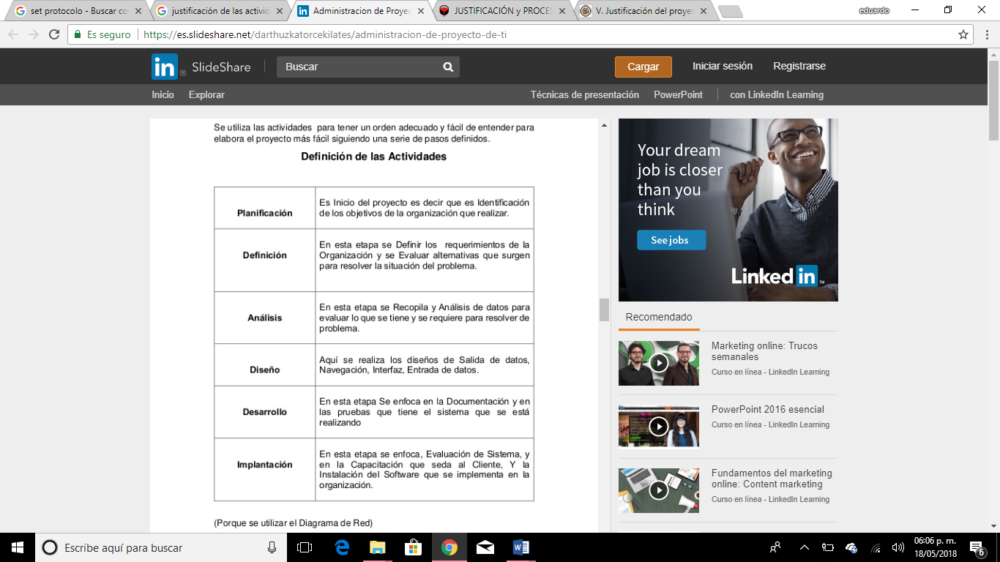 set protocolo - Buscar co
justificación de las activid
Administracion de Proyec
JUSTIFICACIÓN y PROCES
V. Justificación del proye
eduardo
Es seguro
https://es.slideshare.net/darthuzkatorcekilates/administracion-de-proyecto-de-ti
in SlideShare
Buscar
Cargar
Iniciar sesión
Registrarse
Inicio
Explorar
Técnicas de presentación
PowerPoint
con LinkedIn Learning
Se utiliza las actividades para tener un orden adecuado y fácil de entender para
elabora el proyecto más fácil siguiendo una serie de pasos definidos.
Definición de las Actividades
Planificación
Es Inicio del proyecto es decir que es Identificación
de los objetivos de la organización que realizar.
Definición
En esta etapa se Definir los requerimientos de la
Organización y se Evaluar alternativas que surgen
para resolver la situación del problema.
Análisis
En esta etapa se Recopila y Análisis de datos para
evaluar lo que se tiene y se requiere para resolver de
problema.
Diseño
Aquí se realiza los diseños de Salida de datos,
Navegación, Interfaz, Entrada de datos.
Desarrollo
En esta etapa Se enfoca en la Documentación y en
las pruebas que tiene el sistema que se está
realizando
Implantación
En esta etapa se enfoca, Evaluación de Sistema, y
en la Capacitación que seda al Cliente, Y la
Instalación del Software que se implementa en la
organización.
(Porque se utilizar el Diagrama de Red)
Your dream
job is closer
than you
think
See jobs
Linked in
Recomendado
Marketing online: Trucos
semanales
Curso en línea - LinkedIn Learning
PowerPoint 2016 esencial
Curso en línea - LinkedIn Learning
Fundamentos del marketing
online: Content marketing
Curso en línea - LinkedIn Learning
Escribe aquí para buscar
06:06 p. m.
18/05/2018
6